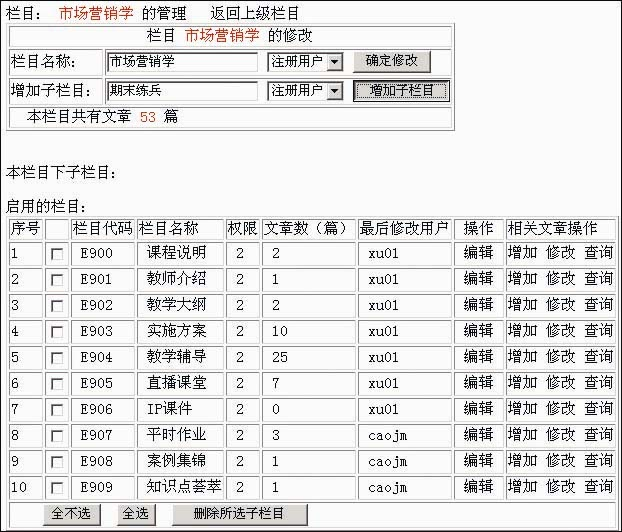 栏目： 市场营销学 的管理 返回上级栏目
栏目 市场营销学 的修改
栏目名称： 市场营销学 注册用户 确定修改
增加子栏目： 期末练兵 注册用户 增加子栏目
本栏目共有文章 53 篇
本栏目下子栏目：
启用的栏目：
序号 栏目代码 栏目名称 权限 文章数（篇） 最后修改用户 操作 相关文章操作
1 E900 课程说明 2 2 xu01 编辑 增加 修改 查询
2 E901 教师介绍 2 1 xu01 编辑 增加 修改 查询
3 E902 教学大纲 2 2 xu01 编辑 增加 修改 查询
4 E903 实施方案 2 10 xu01 编辑 增加 修改 查询
5 E904 教学辅导 2 25 xu01 编辑 增加 修改 查询
6 E905 直播课堂 2 7 xu01 编辑 增加 修改 查询
7 E906 IP课件 2 0 xu01 编辑 增加 修改 查询
8 E907 平时作业 2 3 caojm 编辑 增加 修改 查询
9 E908 案例集锦 2 1 caojm 编辑 增加 修改 查询
10 E909 知识点荟萃 2 1 caojm 编辑 增加 修改 查询
全不选 全选 删除所选子栏目